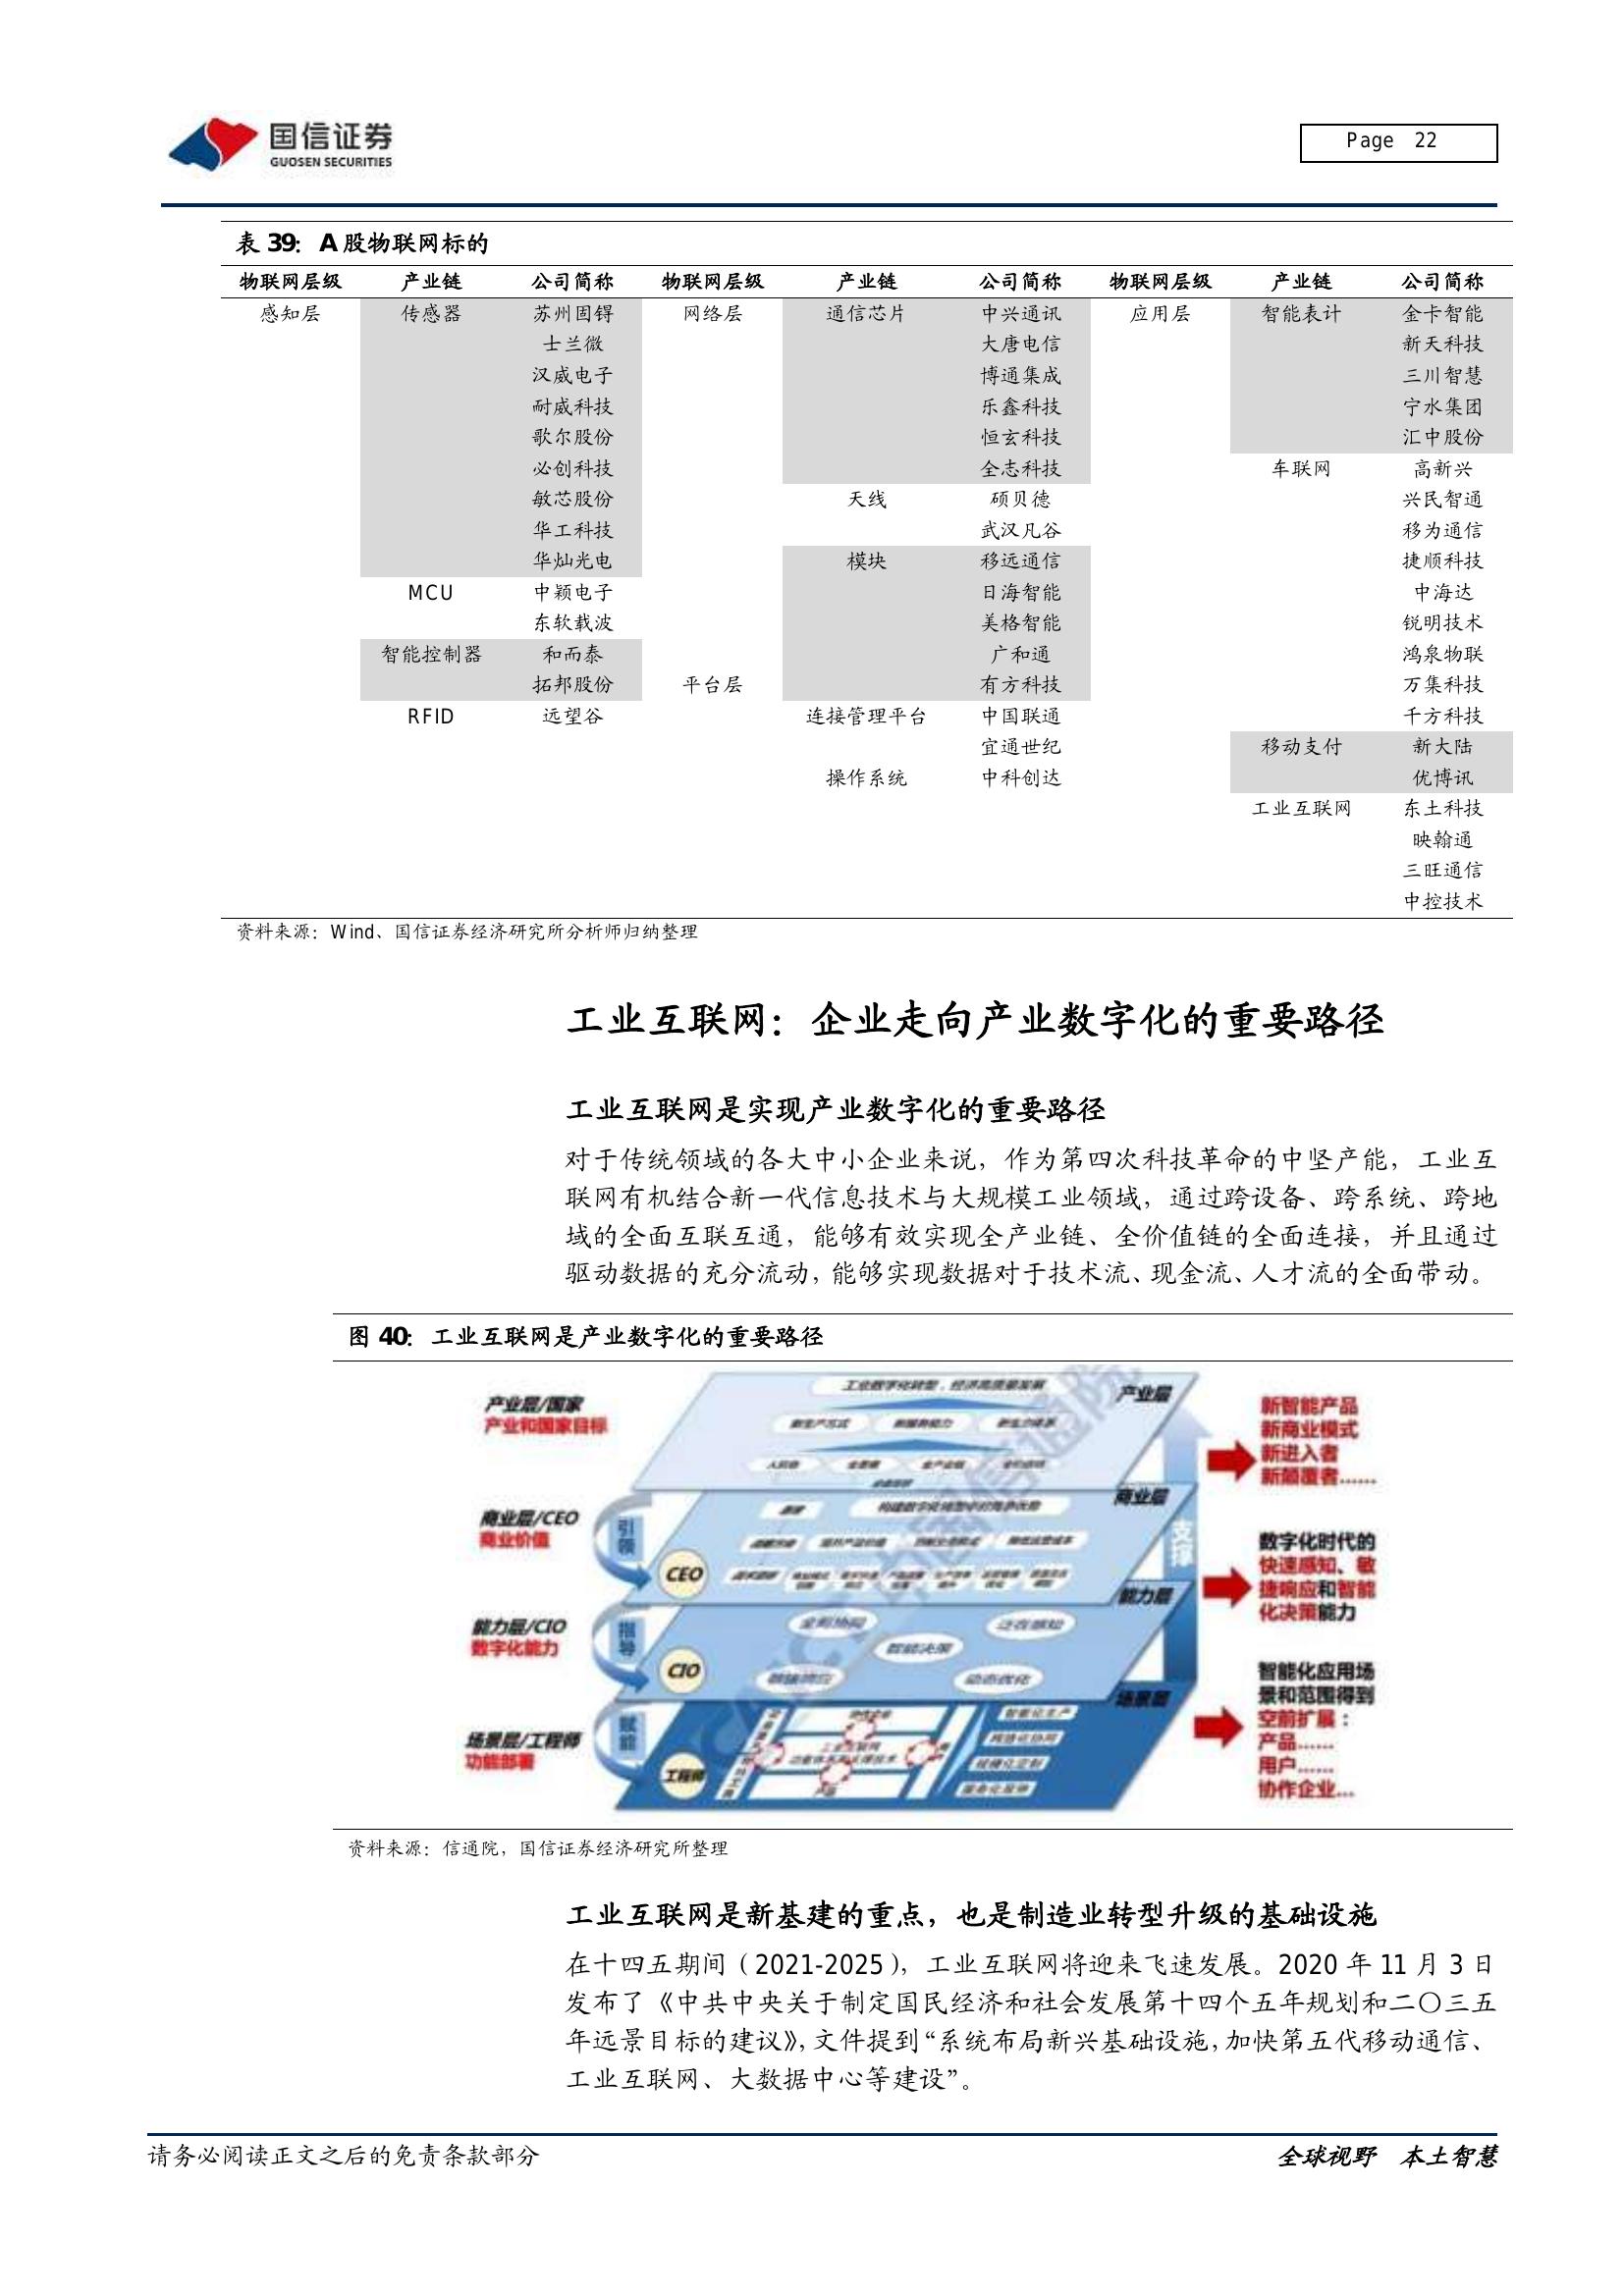 国信证券
GUOSEN SECURITIES
Page 22
表 39：A 股物联网标的
物联网层级 产业链 公司简称 物联网层级 产业链 公司简称 物联网层级 产业链 公司简称
感知层 传感器 苏州固锝 网络层 通信芯片 中兴通讯 应用层 智能表计 金卡智能
士兰微 大唐电信 新天科技
汉威电子 博通集成 三川智慧
耐威科技 乐鑫科技 宁水集团
歌尔股份 恒玄科技 汇中股份
必创科技 全志科技 车联网 高新兴
敏芯股份 天线 硕贝德 兴民智通
华工科技 武汉凡谷 移为通信
华灿光电 模块 移远通信 捷顺科技
MCU 中颖电子 日海智能 中海达
东软载波 美格智能 锐明技术
智能控制器 和而泰 广和通 鸿泉物联
拓邦股份 平台层 有方科技 万集科技
RFID 远望谷 连接管理平台 中国联通 千方科技
宜通世纪 移动支付 新大陆
操作系统 中科创达 优博讯
工业互联网 东土科技
映翰通
三旺通信
中控技术
资料来源：Wind、国信证券经济研究所分析师归纳整理
工业互联网：企业走向产业数字化的重要路径
工业互联网是实现产业数字化的重要路径
对于传统领域的各大中小企业来说，作为第四次科技革命的中坚产能，工业互
联网有机结合新一代信息技术与大规模工业领域，通过跨设备、跨系统、跨地
域的全面互联互通，能够有效实现全产业链、全价值链的全面连接，并且通过
驱动数据的充分流动，能够实现数据对于技术流、现金流、人才流的全面带动。
图 40：工业互联网是产业数字化的重要路径
产业层/国家
产业和国家目标
工业数字化转型，经济高质量发展
产业层
新智能产品
新商业模式
新进入者
新颠覆者……
商业层/CEO
商业价值
引领
CEO
商业层
支撑
数字化时代的
快速感知、敏
捷响应和智能
化决策能力
能力层/CIO
数字化能力
指导
CIO
泛在感知
智能决策
动态优化
能力层
场景层/工程师
功能部署
赋能
工程师
产品
智能化生产
场景层
智能化应用场
景和范围得到
空前扩展：
产品……
用户……
协作企业…
资料来源：信通院，国信证券经济研究所整理
工业互联网是新基建的重点，也是制造业转型升级的基础设施
在十四五期间（2021-2025），工业互联网将迎来飞速发展。2020 年 11 月 3 日
发布了《中共中央关于制定国民经济和社会发展第十四个五年规划和二〇三五
年远景目标的建议》，文件提到“系统布局新兴基础设施，加快第五代移动通信、
工业互联网、大数据中心等建设”。
请务必阅读正文之后的免责条款部分
全球视野 本土智慧